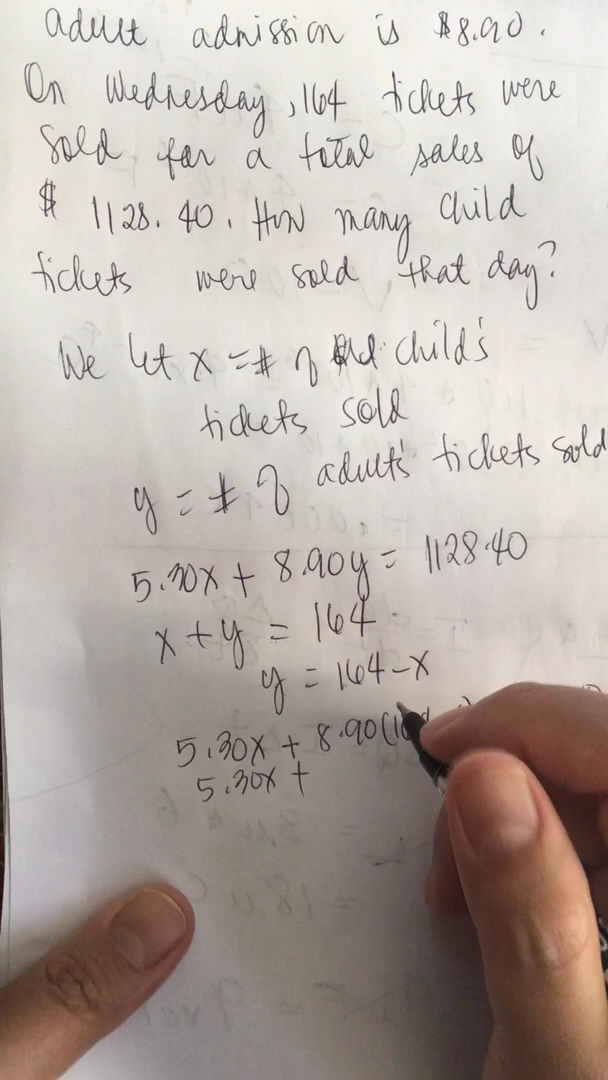 adult admission is $8.90.
On Wednesday, 164 tickets were
sold for a total sales of
$ 1128.40. How many child
tickets were sold that day?
We let x = # of child's
tickets sold
y = # of adults' tickets sold
5.30x + 8.90y = 1128.40
x + y = 164
y = 164 - x
5.30x + 8.90(
5.30x +